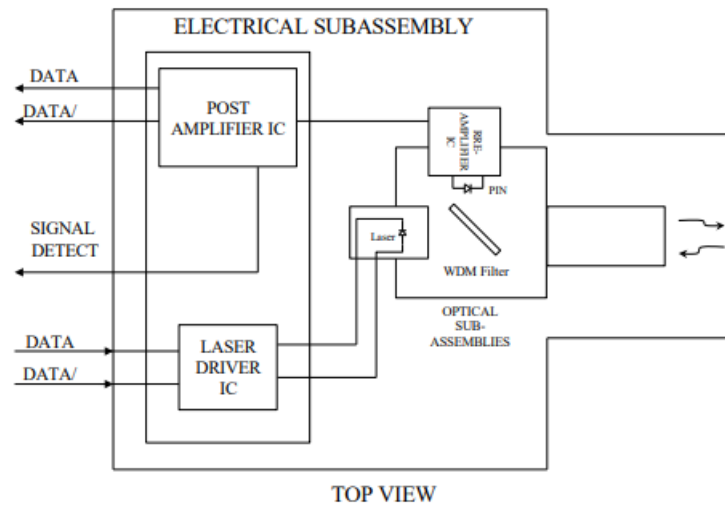 ELECTRICAL SUBASSEMBLY
DATA
DATA/
POST
AMPLIFIER IC
PRE-
AMPLIFIER
IC
PIN
SIGNAL
DETECT
Laser
WDM Filter
OPTICAL
SUB-
ASSEMBLIES
DATA
DATA/
LASER
DRIVER
IC
TOP VIEW